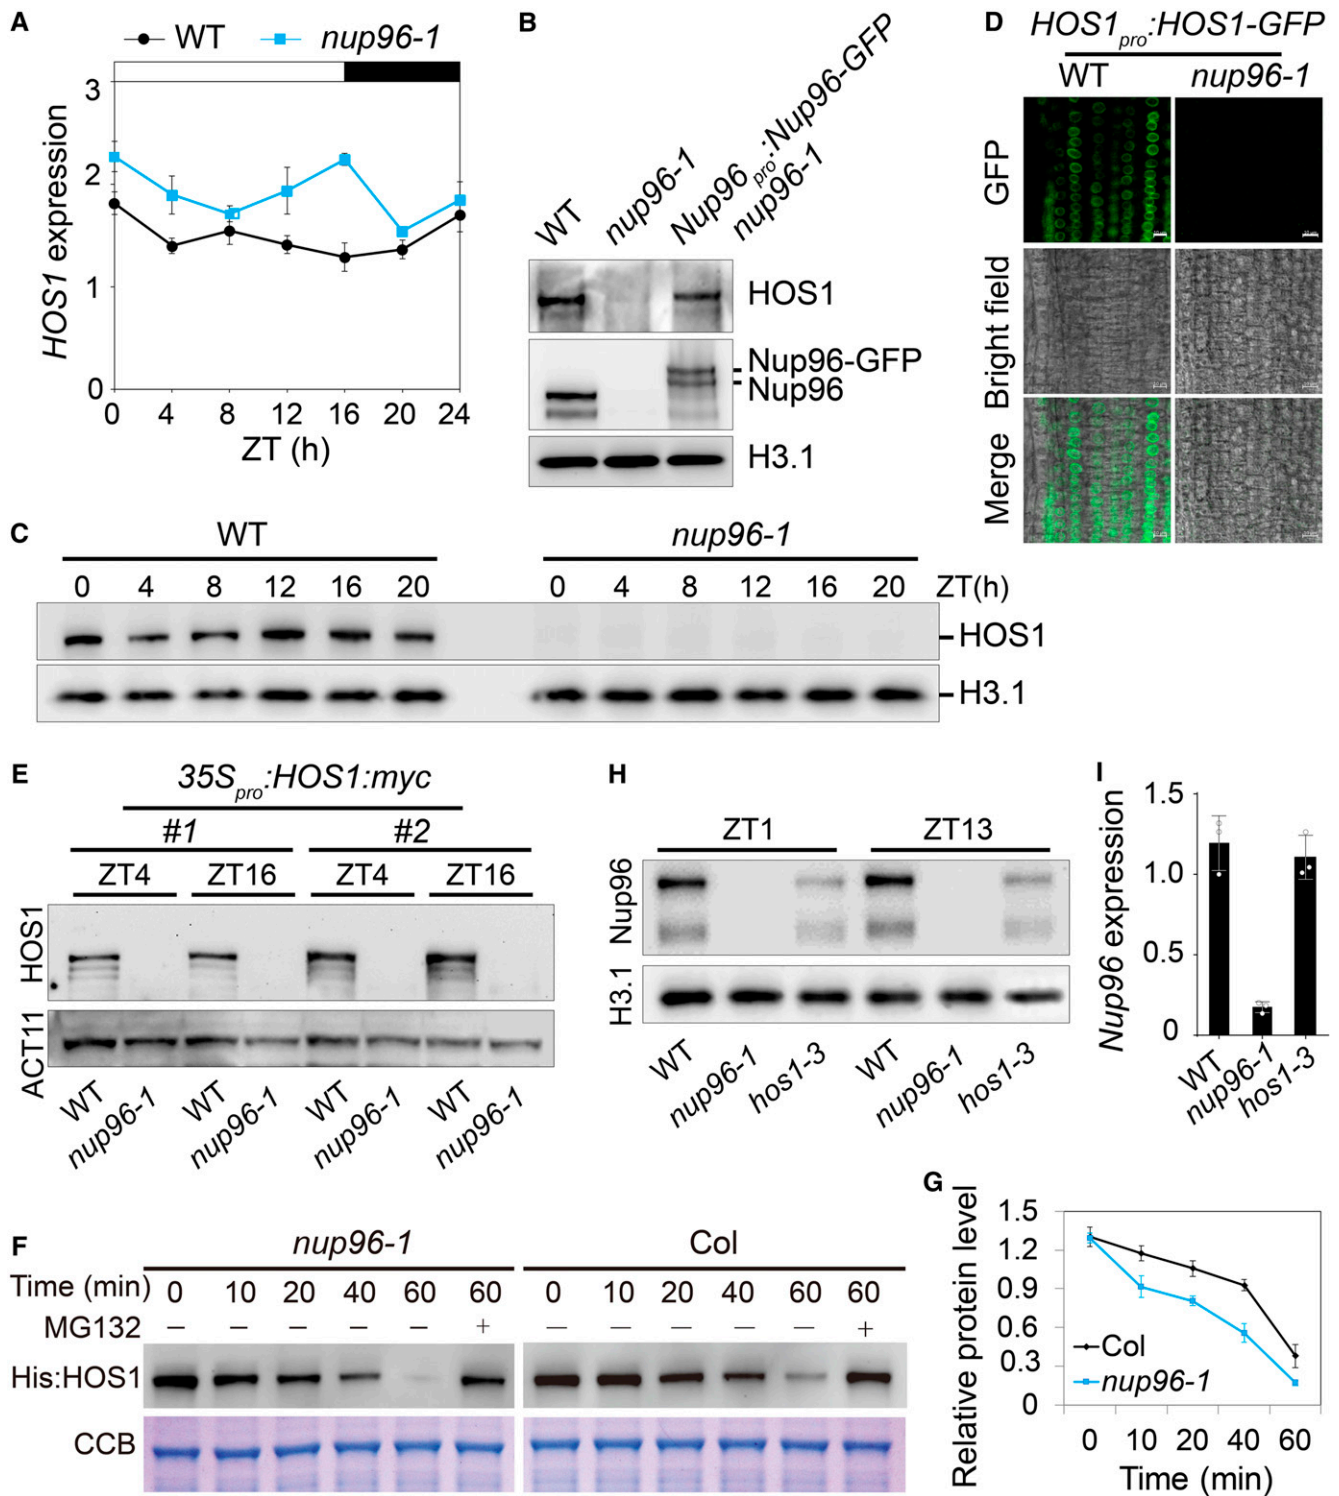 A
WT
nup96-1
HOS1 expression
3
2
1
0
0 4 8 12 16 20 24
ZT (h)
B
WT
nup96-1
Nup96pro:Nup96-GFP
nup96-1
HOS1
Nup96-GFP
Nup96
H3.1
D
HOS1pro:HOS1-GFP
WT nup96-1
GFP
Bright field
Merge
C
WT nup96-1
0 4 8 12 16 20 0 4 8 12 16 20 ZT(h)
HOS1
H3.1
E
35Spro:HOS1:myc
#1 #2
ZT4 ZT16 ZT4 ZT16
HOS1
ACT11
WT nup96-1 WT nup96-1 WT nup96-1 WT nup96-1
H
ZT1 ZT13
Nup96
H3.1
WT nup96-1 hos1-3 WT nup96-1 hos1-3
I
Nup96 expression
1.5
1.0
0.5
0
WT nup96-1 hos1-3
F
nup96-1 Col
Time (min) 0 10 20 40 60 60 0 10 20 40 60 60
MG132 − − − − − + − − − − − +
His:HOS1
CCB
G
Relative protein level
1.5
1.2
0.9
0.6
0.3
0
Col
nup96-1
0 10 20 40 60
Time (min)